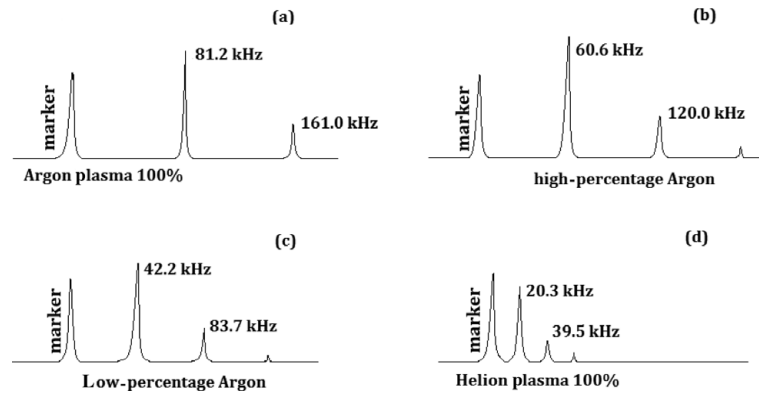 (a)
81.2 kHz
marker
161.0 kHz
Argon plasma 100%
(b)
60.6 kHz
marker
120.0 kHz
high-percentage Argon
(c)
42.2 kHz
marker
83.7 kHz
Low-percentage Argon
(d)
marker
20.3 kHz
39.5 kHz
Helion plasma 100%